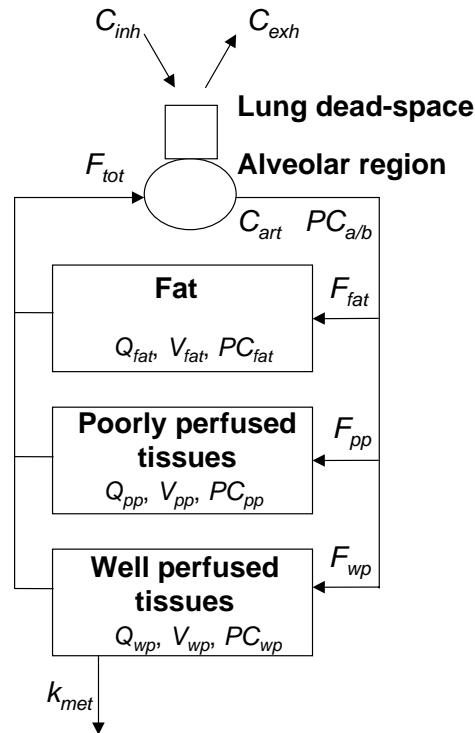 C_inh C_exh
Lung dead-space
F_tot Alveolar region
C_art PC_a/b
Fat F_fat
Q_fat, V_fat, PC_fat
Poorly perfused
tissues F_pp
Q_pp, V_pp, PC_pp
Well perfused F_wp
tissues
Q_wp, V_wp, PC_wp
k_met